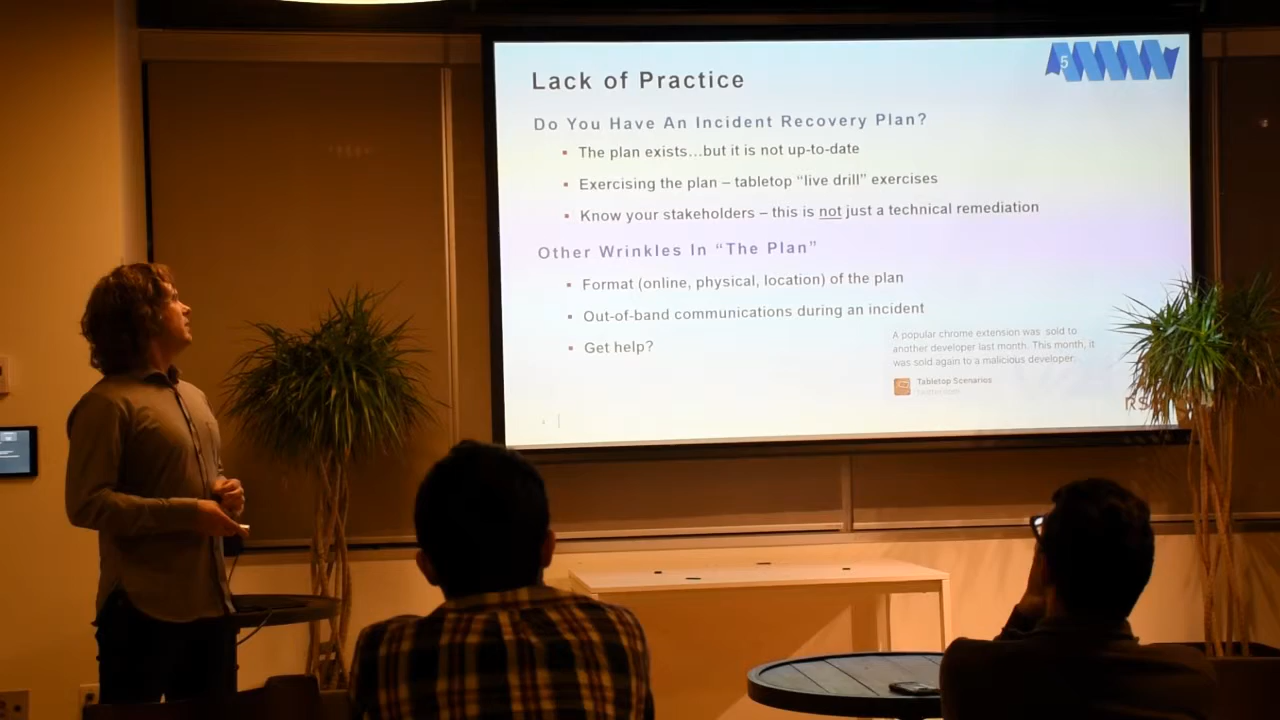 Lack of Practice
5
Do You Have An Incident Recovery Plan?
▪ The plan exists...but it is not up-to-date
▪ Exercising the plan – tabletop “live drill” exercises
▪ Know your stakeholders – this is not just a technical remediation
Other Wrinkles In “The Plan”
▪ Format (online, physical, location) of the plan
▪ Out-of-band communications during an incident
▪ Get help?
A popular chrome extension was sold to
another developer last month. This month, it
was sold again to a malicious developer.
Tabletop Scenarios
RS